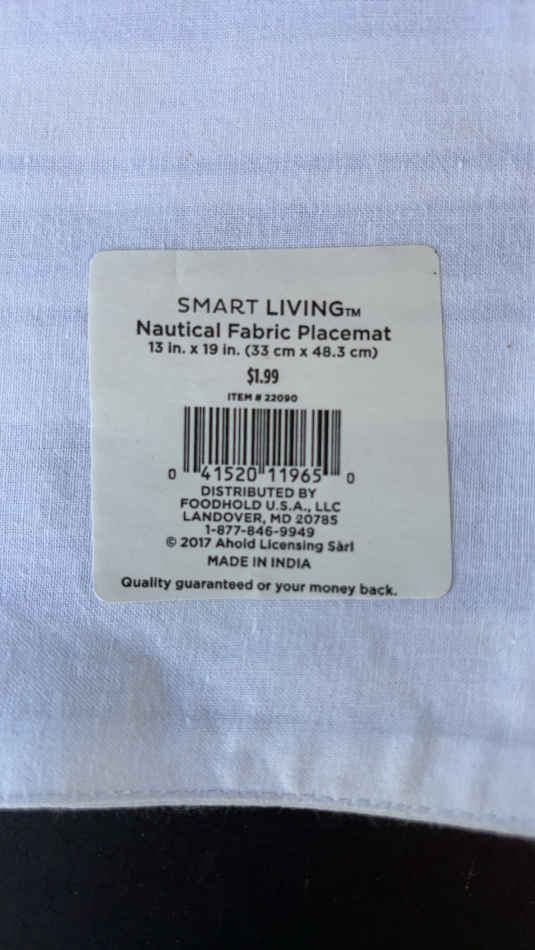 SMART LIVING™
Nautical Fabric Placemat
13 in. x 19 in. (33 cm x 48.3 cm)
$1.99
ITEM # 22090
0 41520 11965 0
DISTRIBUTED BY
FOODHOLD U.S.A., LLC
LANDOVER, MD 20785
1-877-846-9949
© 2017 Ahold Licensing Sàrl
MADE IN INDIA
Quality guaranteed or your money back.